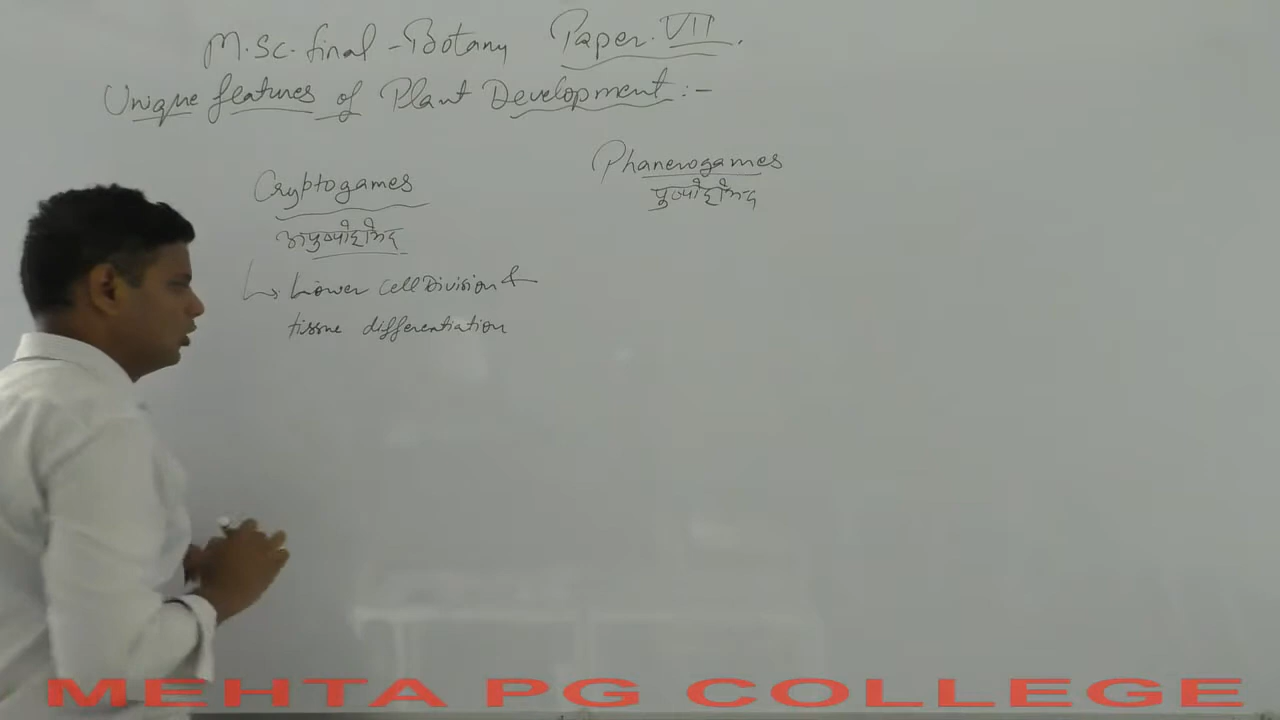 M.Sc. final - Botany Paper. VII.
Unique features of Plant Development :-
Cryptogames
अपुष्पोद्भिद
↳ Lower cell Division &
tissue differentiation
Phanerogames
पुष्पोद्भिद
MEHTA PG COLLEGE